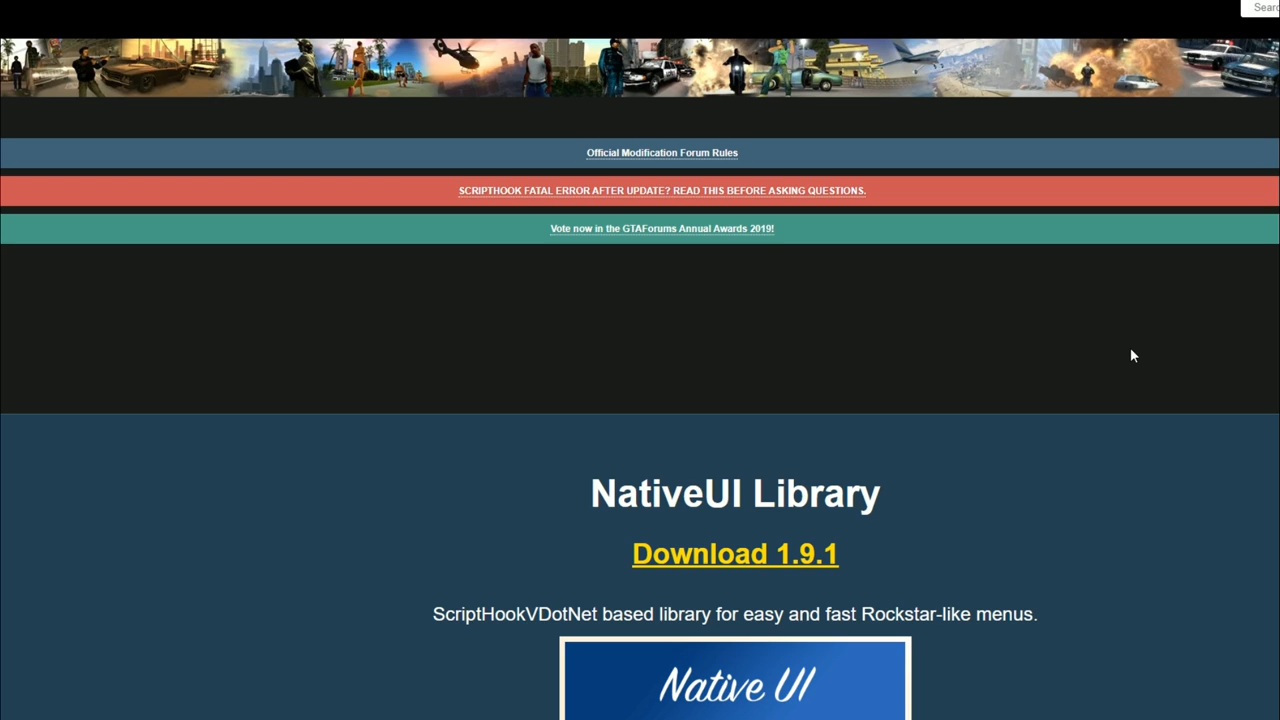 Official Modification Forum Rules
SCRIPTHOOK FATAL ERROR AFTER UPDATE? READ THIS BEFORE ASKING QUESTIONS.
Vote now in the GTAForums Annual Awards 2019!
NativeUI Library
Download 1.9.1
ScriptHookVDotNet based library for easy and fast Rockstar-like menus.
Native UI